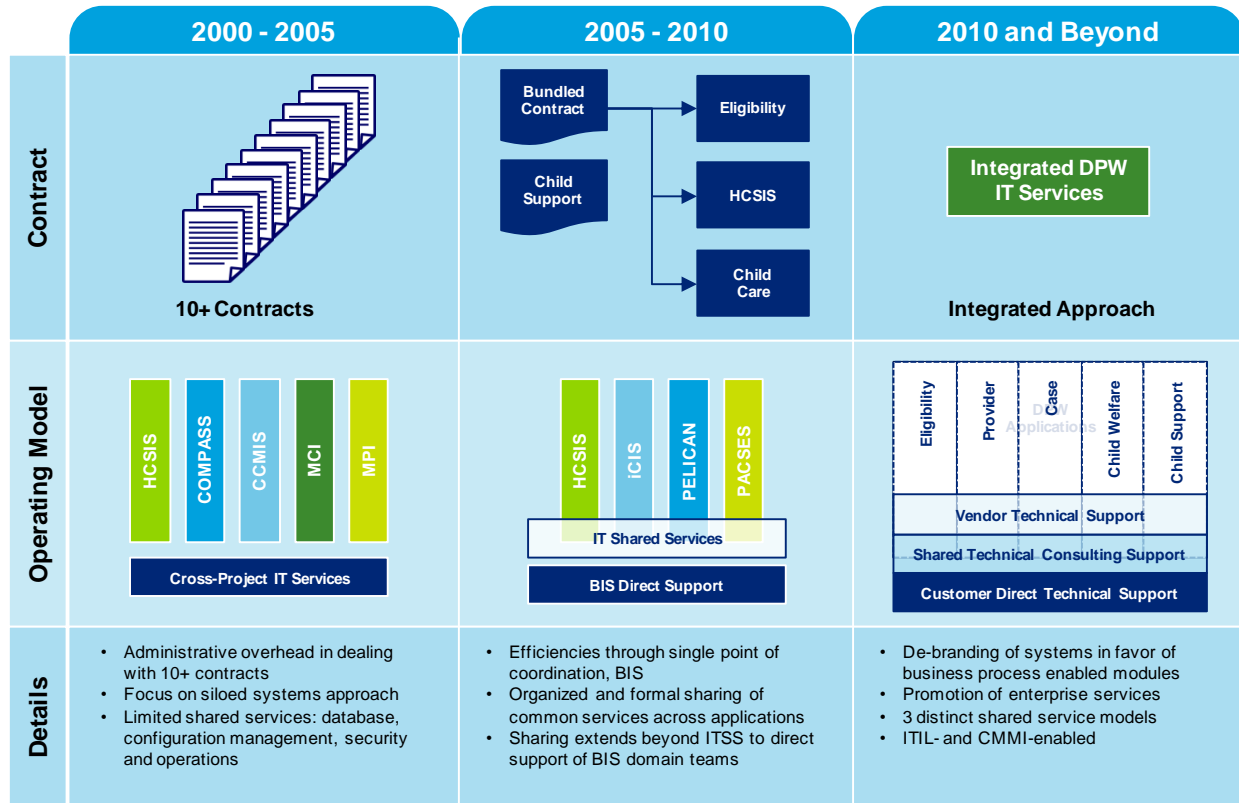 2000 - 2005
2005 - 2010
2010 and Beyond
Contract
10+ Contracts
Bundled
Contract
Child
Support
Eligibility
HCSIS
Child
Care
Integrated DPW
IT Services
Integrated Approach
Operating Model
HCSIS
COMPASS
CCMIS
MCI
MPI
Cross-Project IT Services
HCSIS
iCIS
PELICAN
PACSES
IT Shared Services
BIS Direct Support
Eligibility
Provider
Case
Child Welfare
Child Support
DPW
Applications
Vendor Technical Support
Shared Technical Consulting Support
Customer Direct Technical Support
Details
• Administrative overhead in dealing
with 10+ contracts
• Focus on siloed systems approach
• Limited shared services: database,
configuration management, security
and operations
• Efficiencies through single point of
coordination, BIS
• Organized and formal sharing of
common services across applications
• Sharing extends beyond ITSS to direct
support of BIS domain teams
• De-branding of systems in favor of
business process enabled modules
• Promotion of enterprise services
• 3 distinct shared service models
• ITIL- and CMMI-enabled